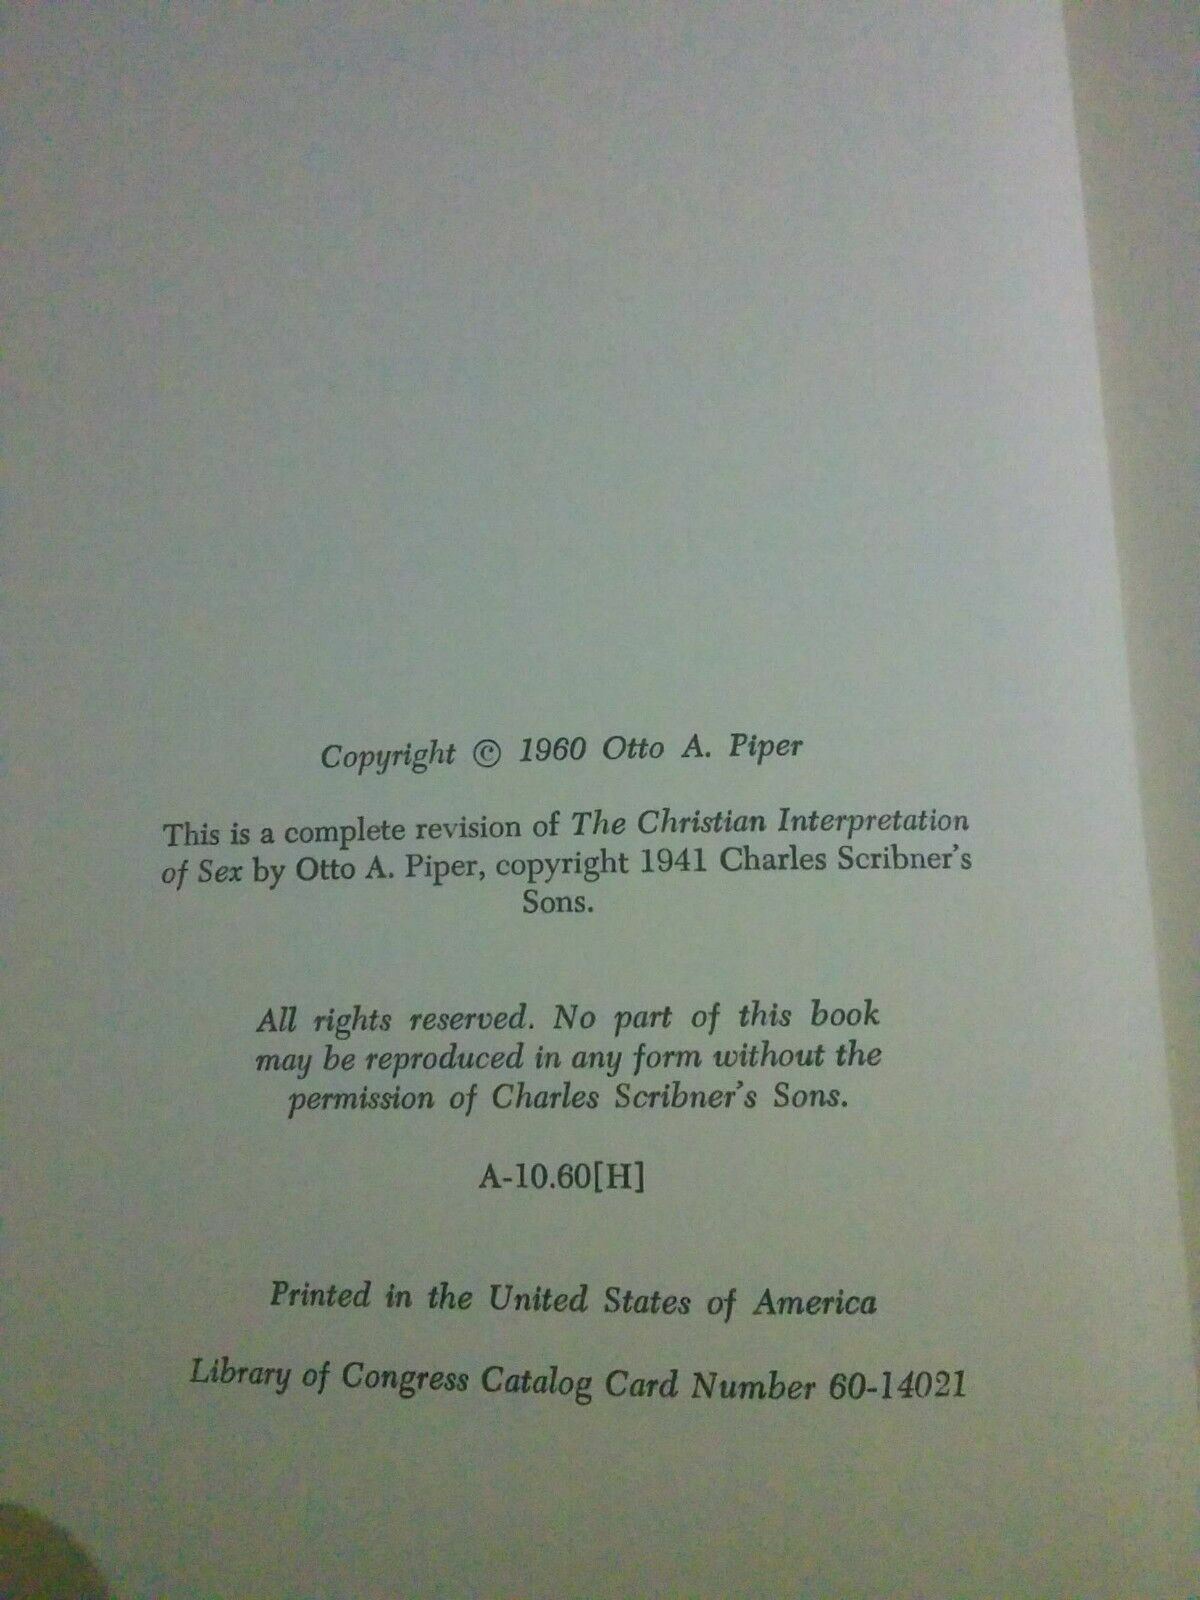 Copyright © 1960 Otto A. Piper
This is a complete revision of The Christian Interpretation
of Sex by Otto A. Piper, copyright 1941 Charles Scribner's
Sons.
All rights reserved. No part of this book
may be reproduced in any form without the
permission of Charles Scribner's Sons.
A-10.60[H]
Printed in the United States of America
Library of Congress Catalog Card Number 60-14021